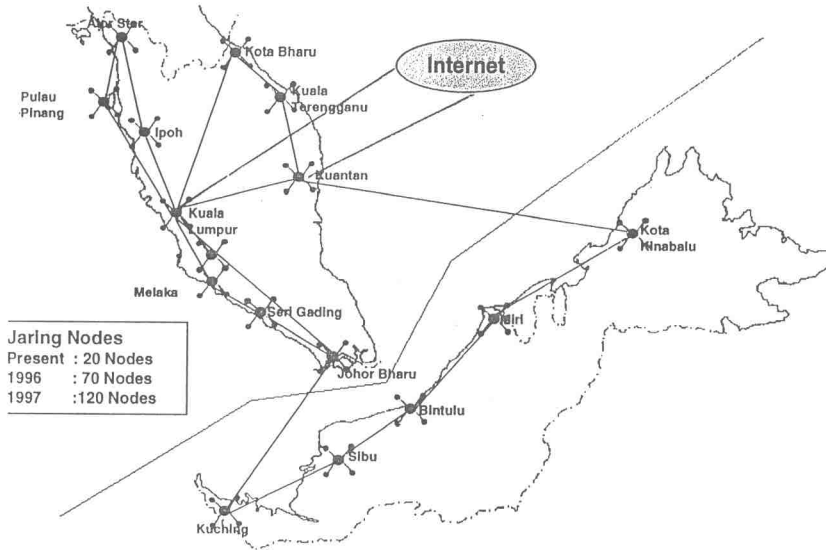 Alor Star
Kota Bharu
Internet
Kuala
Terengganu
Pulau
Pinang
Ipoh
Kuantan
Kuala
Lumpur
Kota
Kinabalu
Melaka
Seri Gading
Miri
Jaring Nodes
Present : 20 Nodes
1996 : 70 Nodes
1997 :120 Nodes
Johor Bharu
Bintulu
Sibu
Kuching